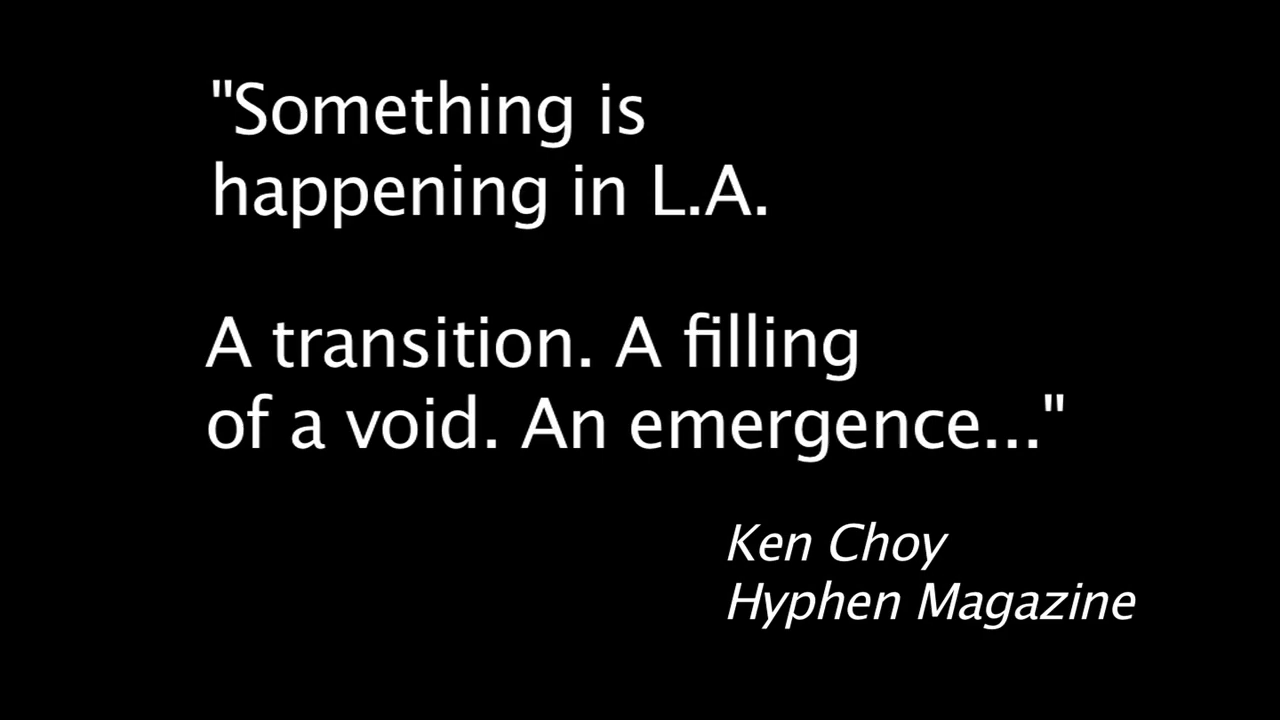 "Something is
happening in L.A.
A transition. A filling
of a void. An emergence..."
Ken Choy
Hyphen Magazine